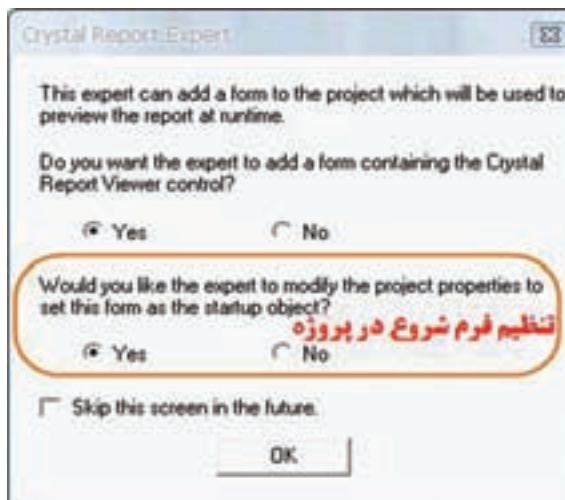 Crystal Report Expert
This expert can add a form to the project which will be used to
preview the report at runtime.
Do you want the expert to add a form containing the Crystal
Report Viewer control?
Yes No
Would you like the expert to modify the project properties to
set this form as the startup object?
تنظیم فرم شروع در پروژه
Yes No
Skip this screen in the future.
OK